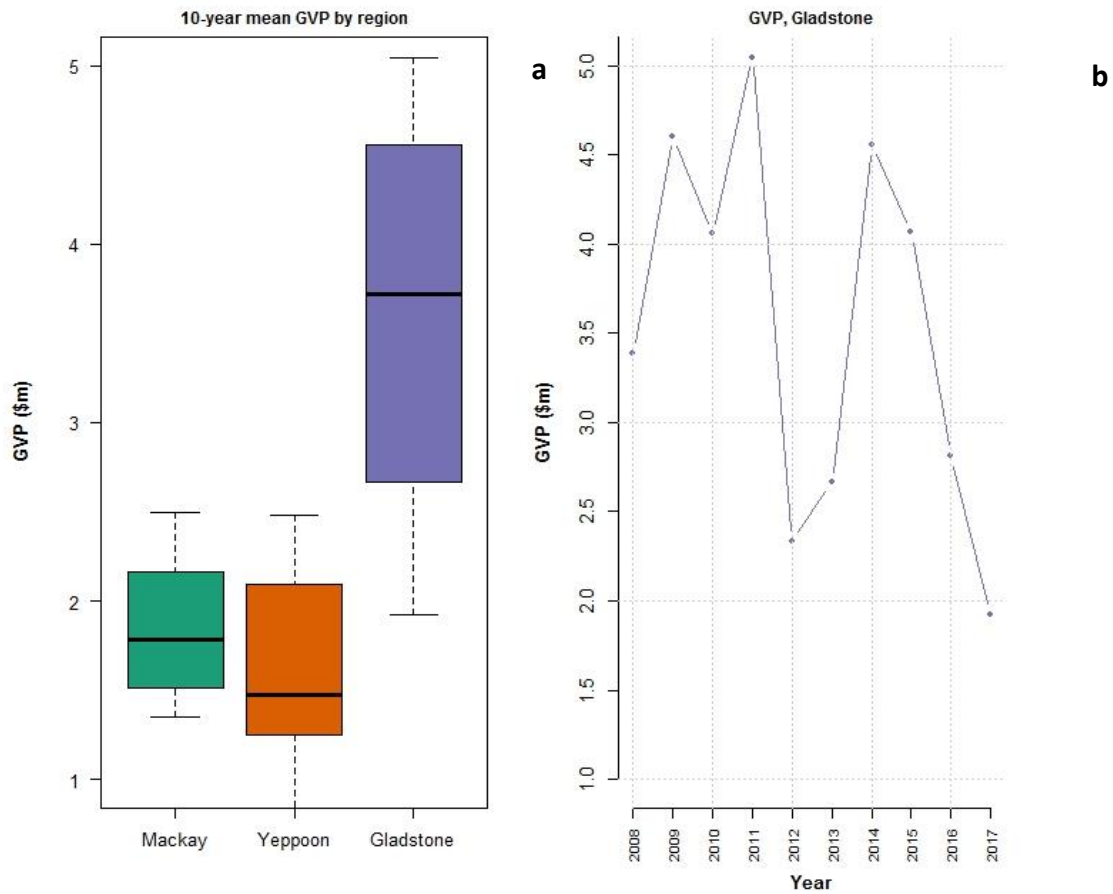 10-year mean GVP by region
a
GVP ($m)
5
4
3
2
1
Mackay
Yeppoon
Gladstone
GVP, Gladstone
b
GVP ($m)
5.0
4.5
4.0
3.5
3.0
2.5
2.0
1.5
1.0
2008
2009
2010
2011
2012
2013
2014
2015
2016
2017
Year